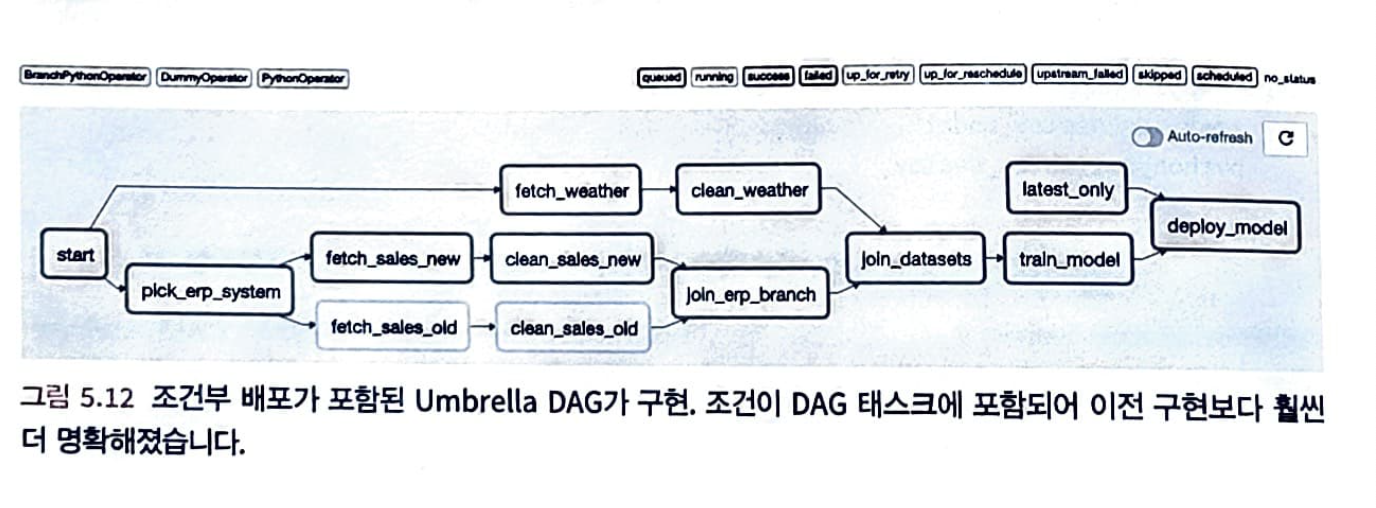 BranchPythonOperator DummyOperator PythonOperator queued running success failed up_for_retry up_for_reschedule upstream_failed skipped scheduled no_status
Auto-refresh
fetch_weather clean_weather latest_only
deploy_model
start fetch_sales_new clean_sales_new join_datasets train_model
pick_erp_system join_erp_branch
fetch_sales_old clean_sales_old
그림 5.12 조건부 배포가 포함된 Umbrella DAG가 구현. 조건이 DAG 태스크에 포함되어 이전 구현보다 훨씬
더 명확해졌습니다.